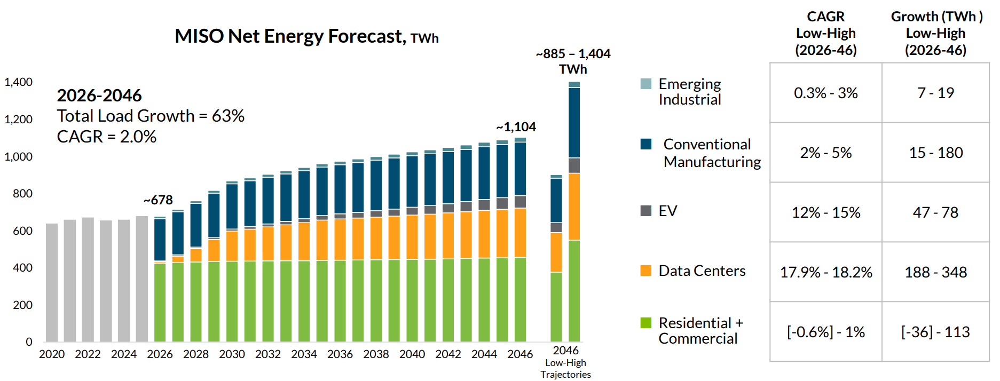 MISO Net Energy Forecast, TWh
2026-2046
Total Load Growth = 63%
CAGR = 2.0%
~678
~1,104
~885 – 1,404
TWh
1,400
1,200
1,000
800
600
400
200
0
2020 2022 2024 2026 2028 2030 2032 2034 2036 2038 2040 2042 2044 2046
2046
Low-High
Trajectories
CAGR
Low-High
(2026-46)
Growth (TWh )
Low-High
(2026-46)
Emerging
Industrial
0.3% - 3%
7 - 19
Conventional
Manufacturing
2% - 5%
15 - 180
EV
12% - 15%
47 - 78
Data Centers
17.9% - 18.2%
188 - 348
Residential +
Commercial
[-0.6%] - 1%
[-36] - 113